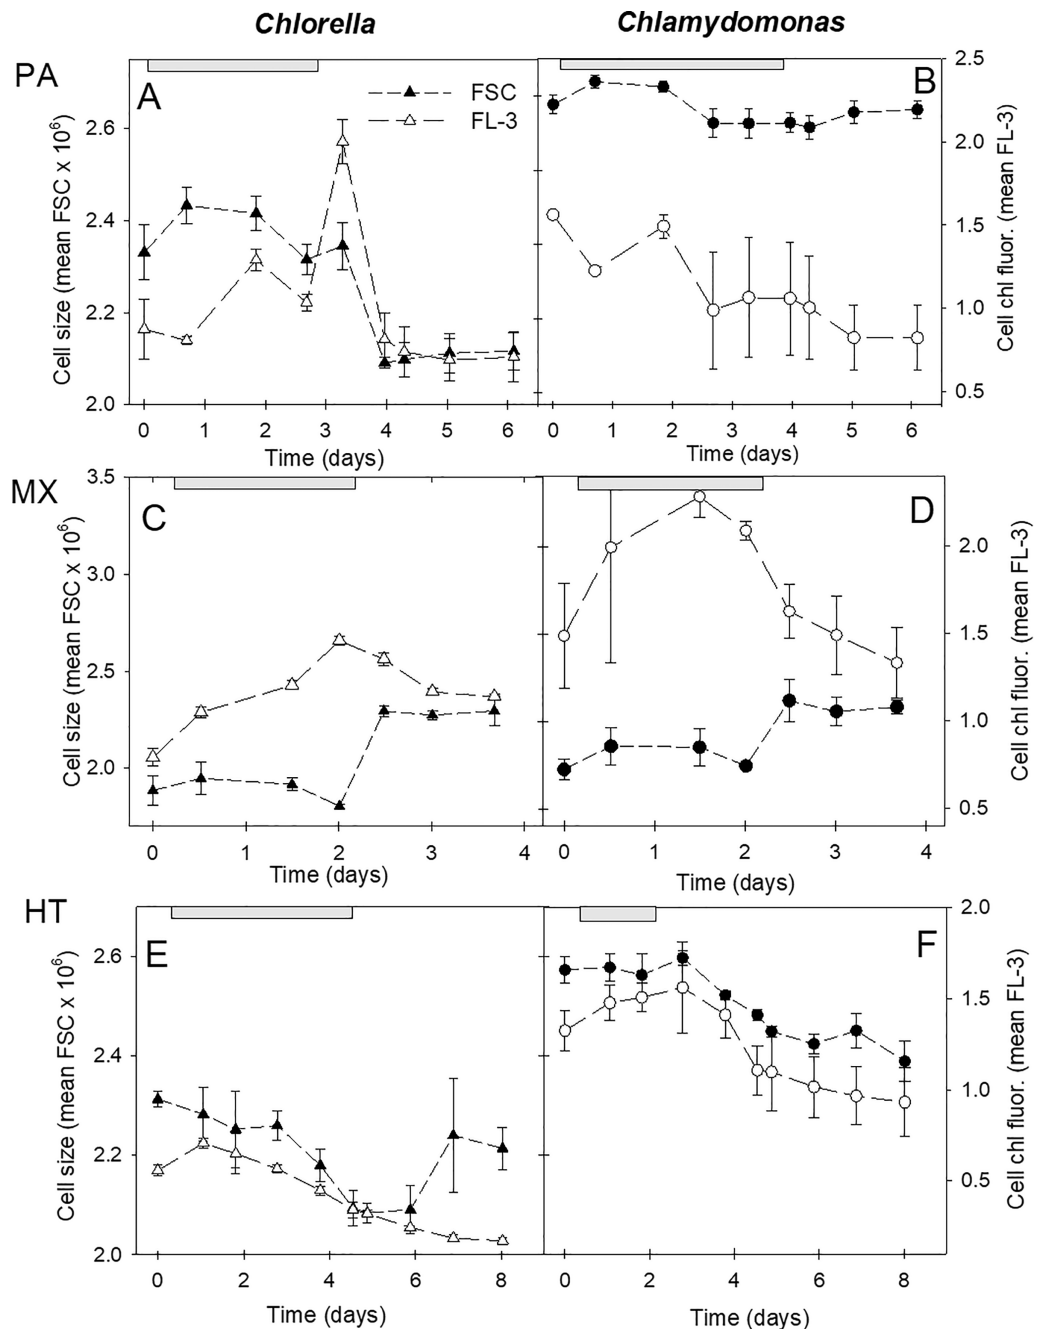 Chlorella Chlamydomonas
PA
A
FSC
FL-3
B
Cell size (mean FSC x 10⁶)
2.6
2.4
2.2
2.0
2.5
2.0
1.5
1.0
0.5
Cell chl fluor. (mean FL-3)
0 1 2 3 4 5 6
0 1 2 3 4 5 6
Time (days)
Time (days)
MX
C
D
Cell size (mean FSC x 10⁶)
3.5
3.0
2.5
2.0
2.0
1.5
1.0
0.5
Cell chl fluor. (mean FL-3)
0 1 2 3 4
0 1 2 3 4
Time (days)
Time (days)
HT
E
F
Cell size (mean FSC x 10⁶)
2.6
2.4
2.2
2.0
2.0
1.5
1.0
0.5
Cell chl fluor. (mean FL-3)
0 2 4 6 8
0 2 4 6 8
Time (days)
Time (days)